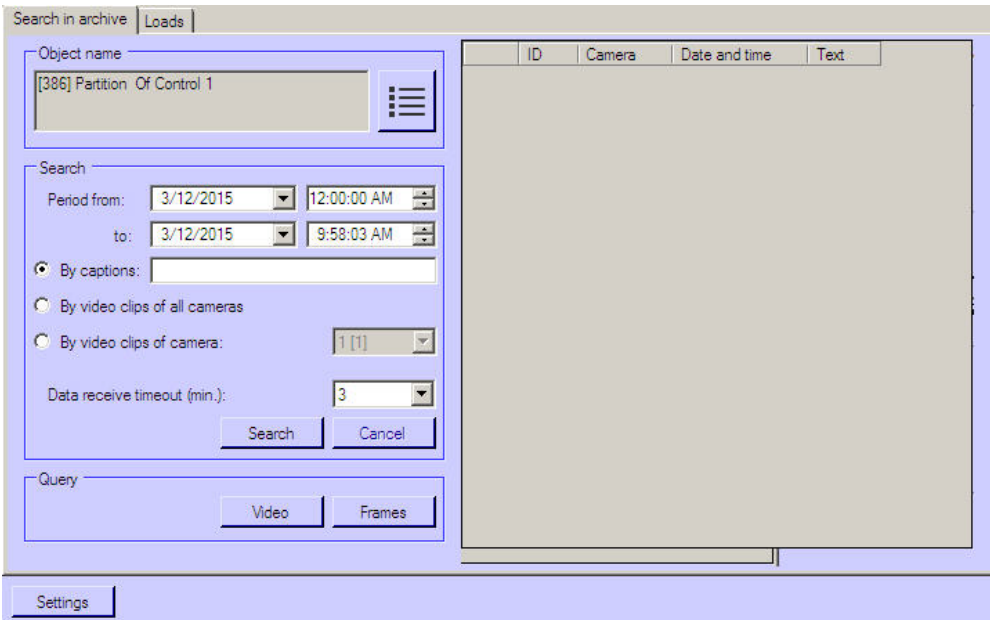 Search in archive Loads
Object name
[386] Partition Of Control 1
Search
Period from: 3/12/2015 12:00:00 AM
to: 3/12/2015 9:58:03 AM
By captions:
By video clips of all cameras
By video clips of camera: 1 [1]
Data receive timeout (min.): 3
Search Cancel
Query
Video Frames
ID Camera Date and time Text
Settings